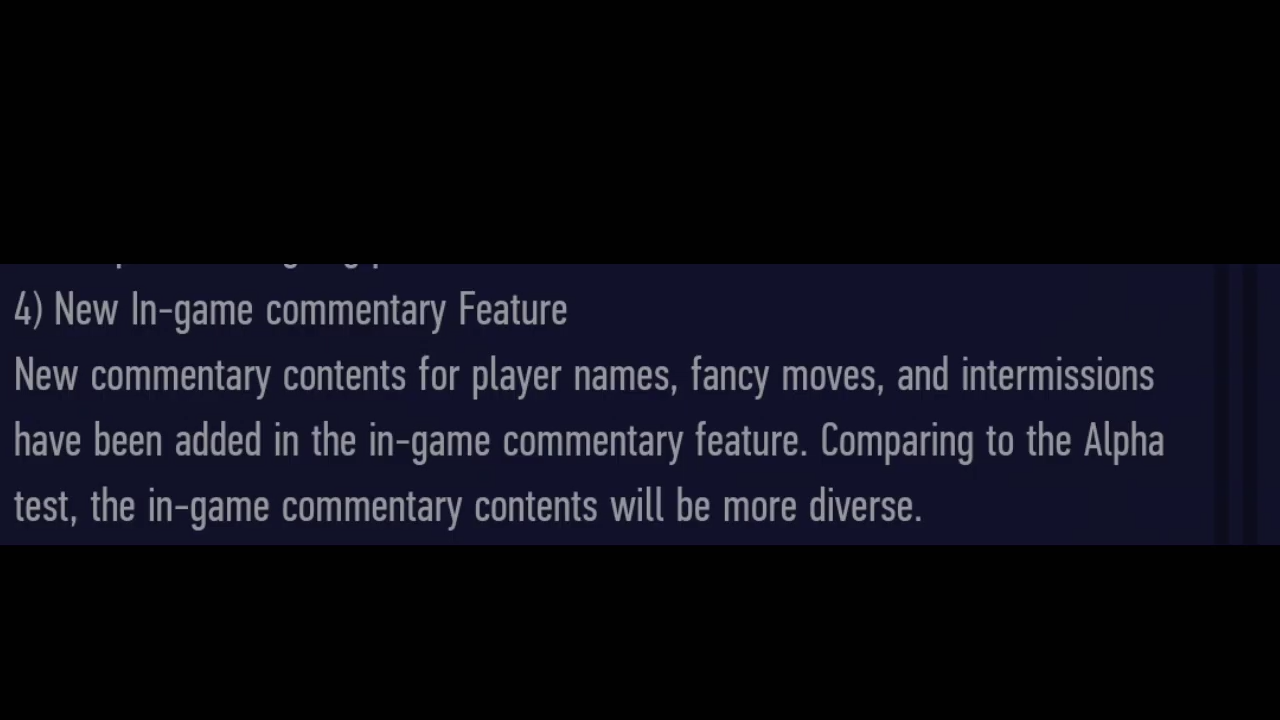 4) New In-game commentary Feature
New commentary contents for player names, fancy moves, and intermissions
have been added in the in-game commentary feature. Comparing to the Alpha
test, the in-game commentary contents will be more diverse.